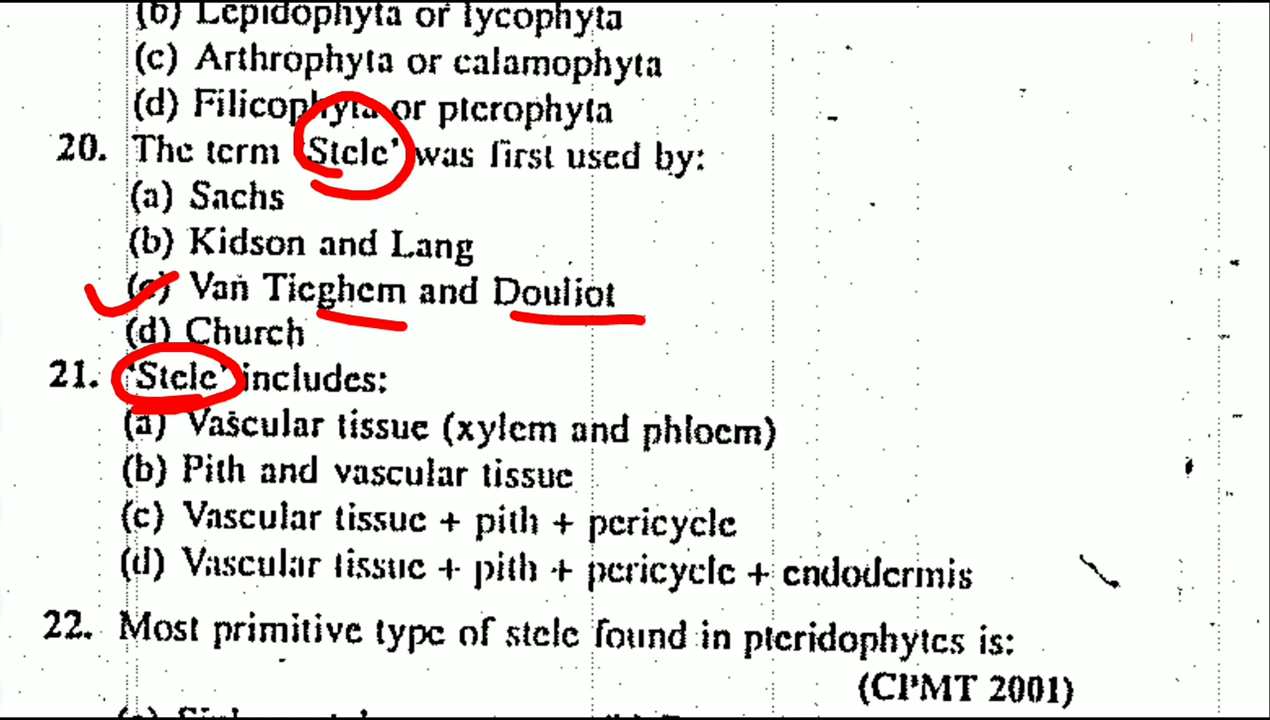 (b) Lepidophyta or lycophyta
(c) Arthrophyta or calamophyta
(d) Filicophyta or pterophyta
20. The term 'Stele' was first used by:
(a) Sachs
(b) Kidson and Lang
(c) Van Tieghem and Douliot
(d) Church
21. 'Stele' includes:
(a) Vascular tissue (xylem and phloem)
(b) Pith and vascular tissue
(c) Vascular tissue + pith + pericycle
(d) Vascular tissue + pith + pericycle + endodermis
22. Most primitive type of stele found in pteridophytes is:
(CPMT 2001)